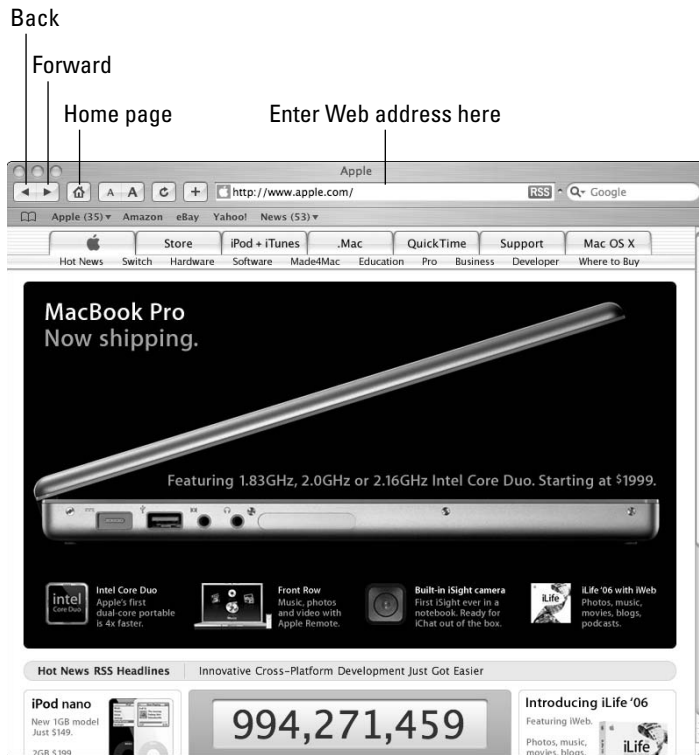 Back
Forward
Home page
Enter Web address here
Apple
A A
http://www.apple.com/
RSS
Google
Apple (35) Amazon eBay Yahoo! News (53)
Store iPod + iTunes .Mac QuickTime Support Mac OS X
Hot News Switch Hardware Software Made4Mac Education Pro Business Developer Where to Buy
MacBook Pro
Now shipping.
Featuring 1.83GHz, 2.0GHz or 2.16GHz Intel Core Duo. Starting at $1999.
intel
Core Duo
Intel Core Duo
Apple's first
dual-core portable
is 4x faster.
Front Row
Music, photos
and video with
Apple Remote.
Built-in iSight camera
First iSight ever in a
notebook. Ready for
iChat out of the box.
iLife
iLife '06 with iWeb
Photos, music,
movies, blogs,
podcasts.
Hot News RSS Headlines
Innovative Cross-Platform Development Just Got Easier
iPod nano
New 1GB model
Just $149.
2GB $199
994,271,459
Introducing iLife '06
Featuring iWeb.
Photos, music,
movies, blogs,
iLife